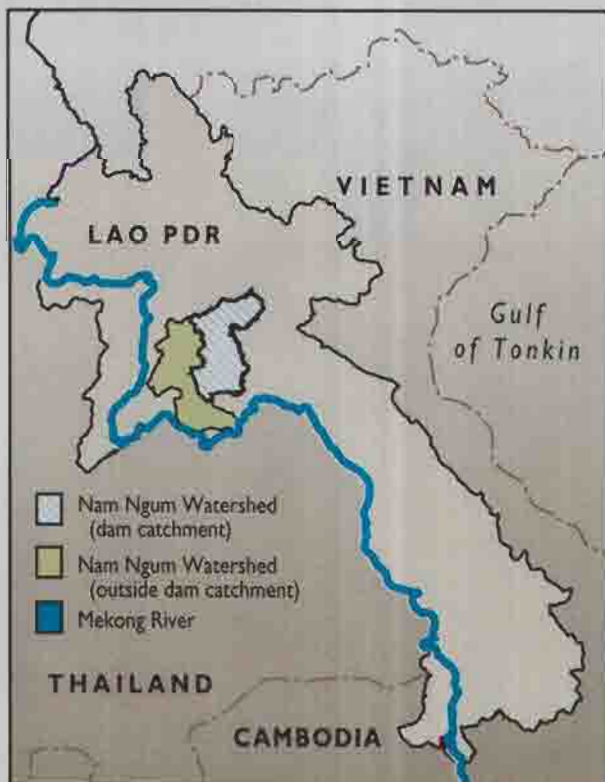 VIETNAM
LAO PDR
Gulf
of Tonkin
Nam Ngum Watershed
(dam catchment)
Nam Ngum Watershed
(outside dam catchment)
Mekong River
THAILAND
CAMBODIA